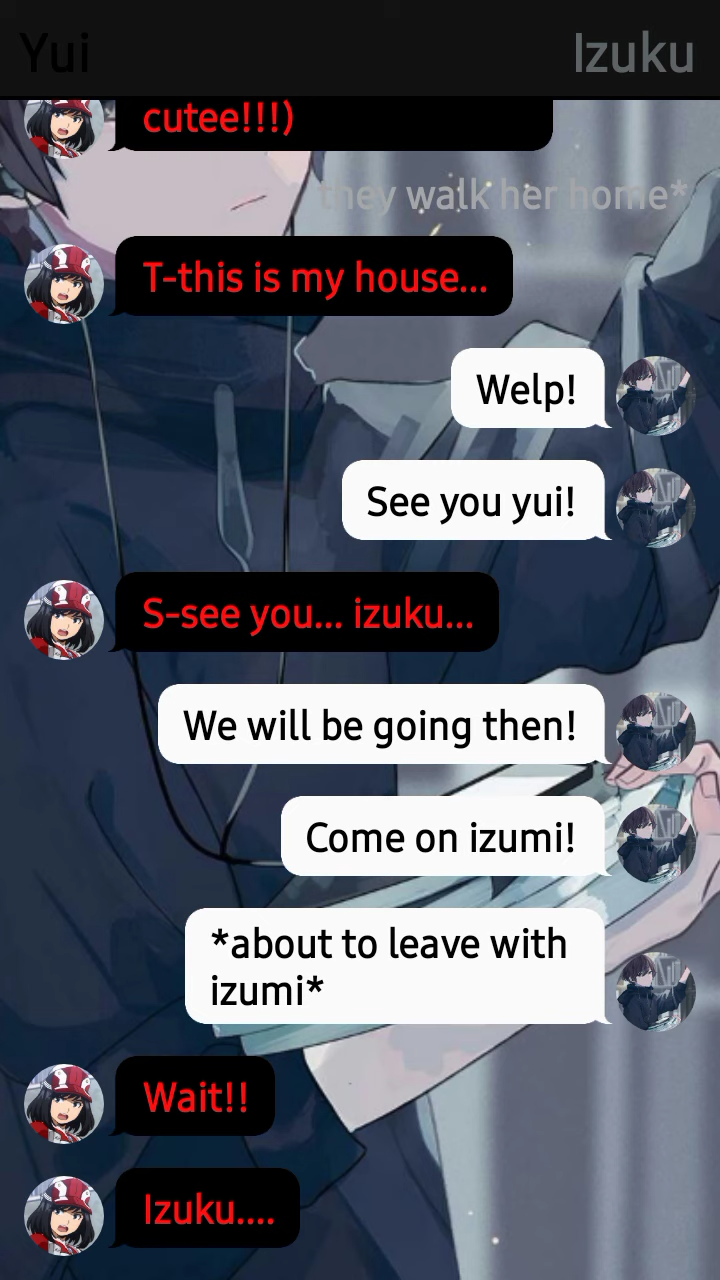 Yui
Izuku
cutee!!!)
they walk her home*
T-this is my house...
Welp!
See you yui!
S-see you... izuku...
We will be going then!
Come on izumi!
*about to leave with
izumi*
Wait!!
Izuku....